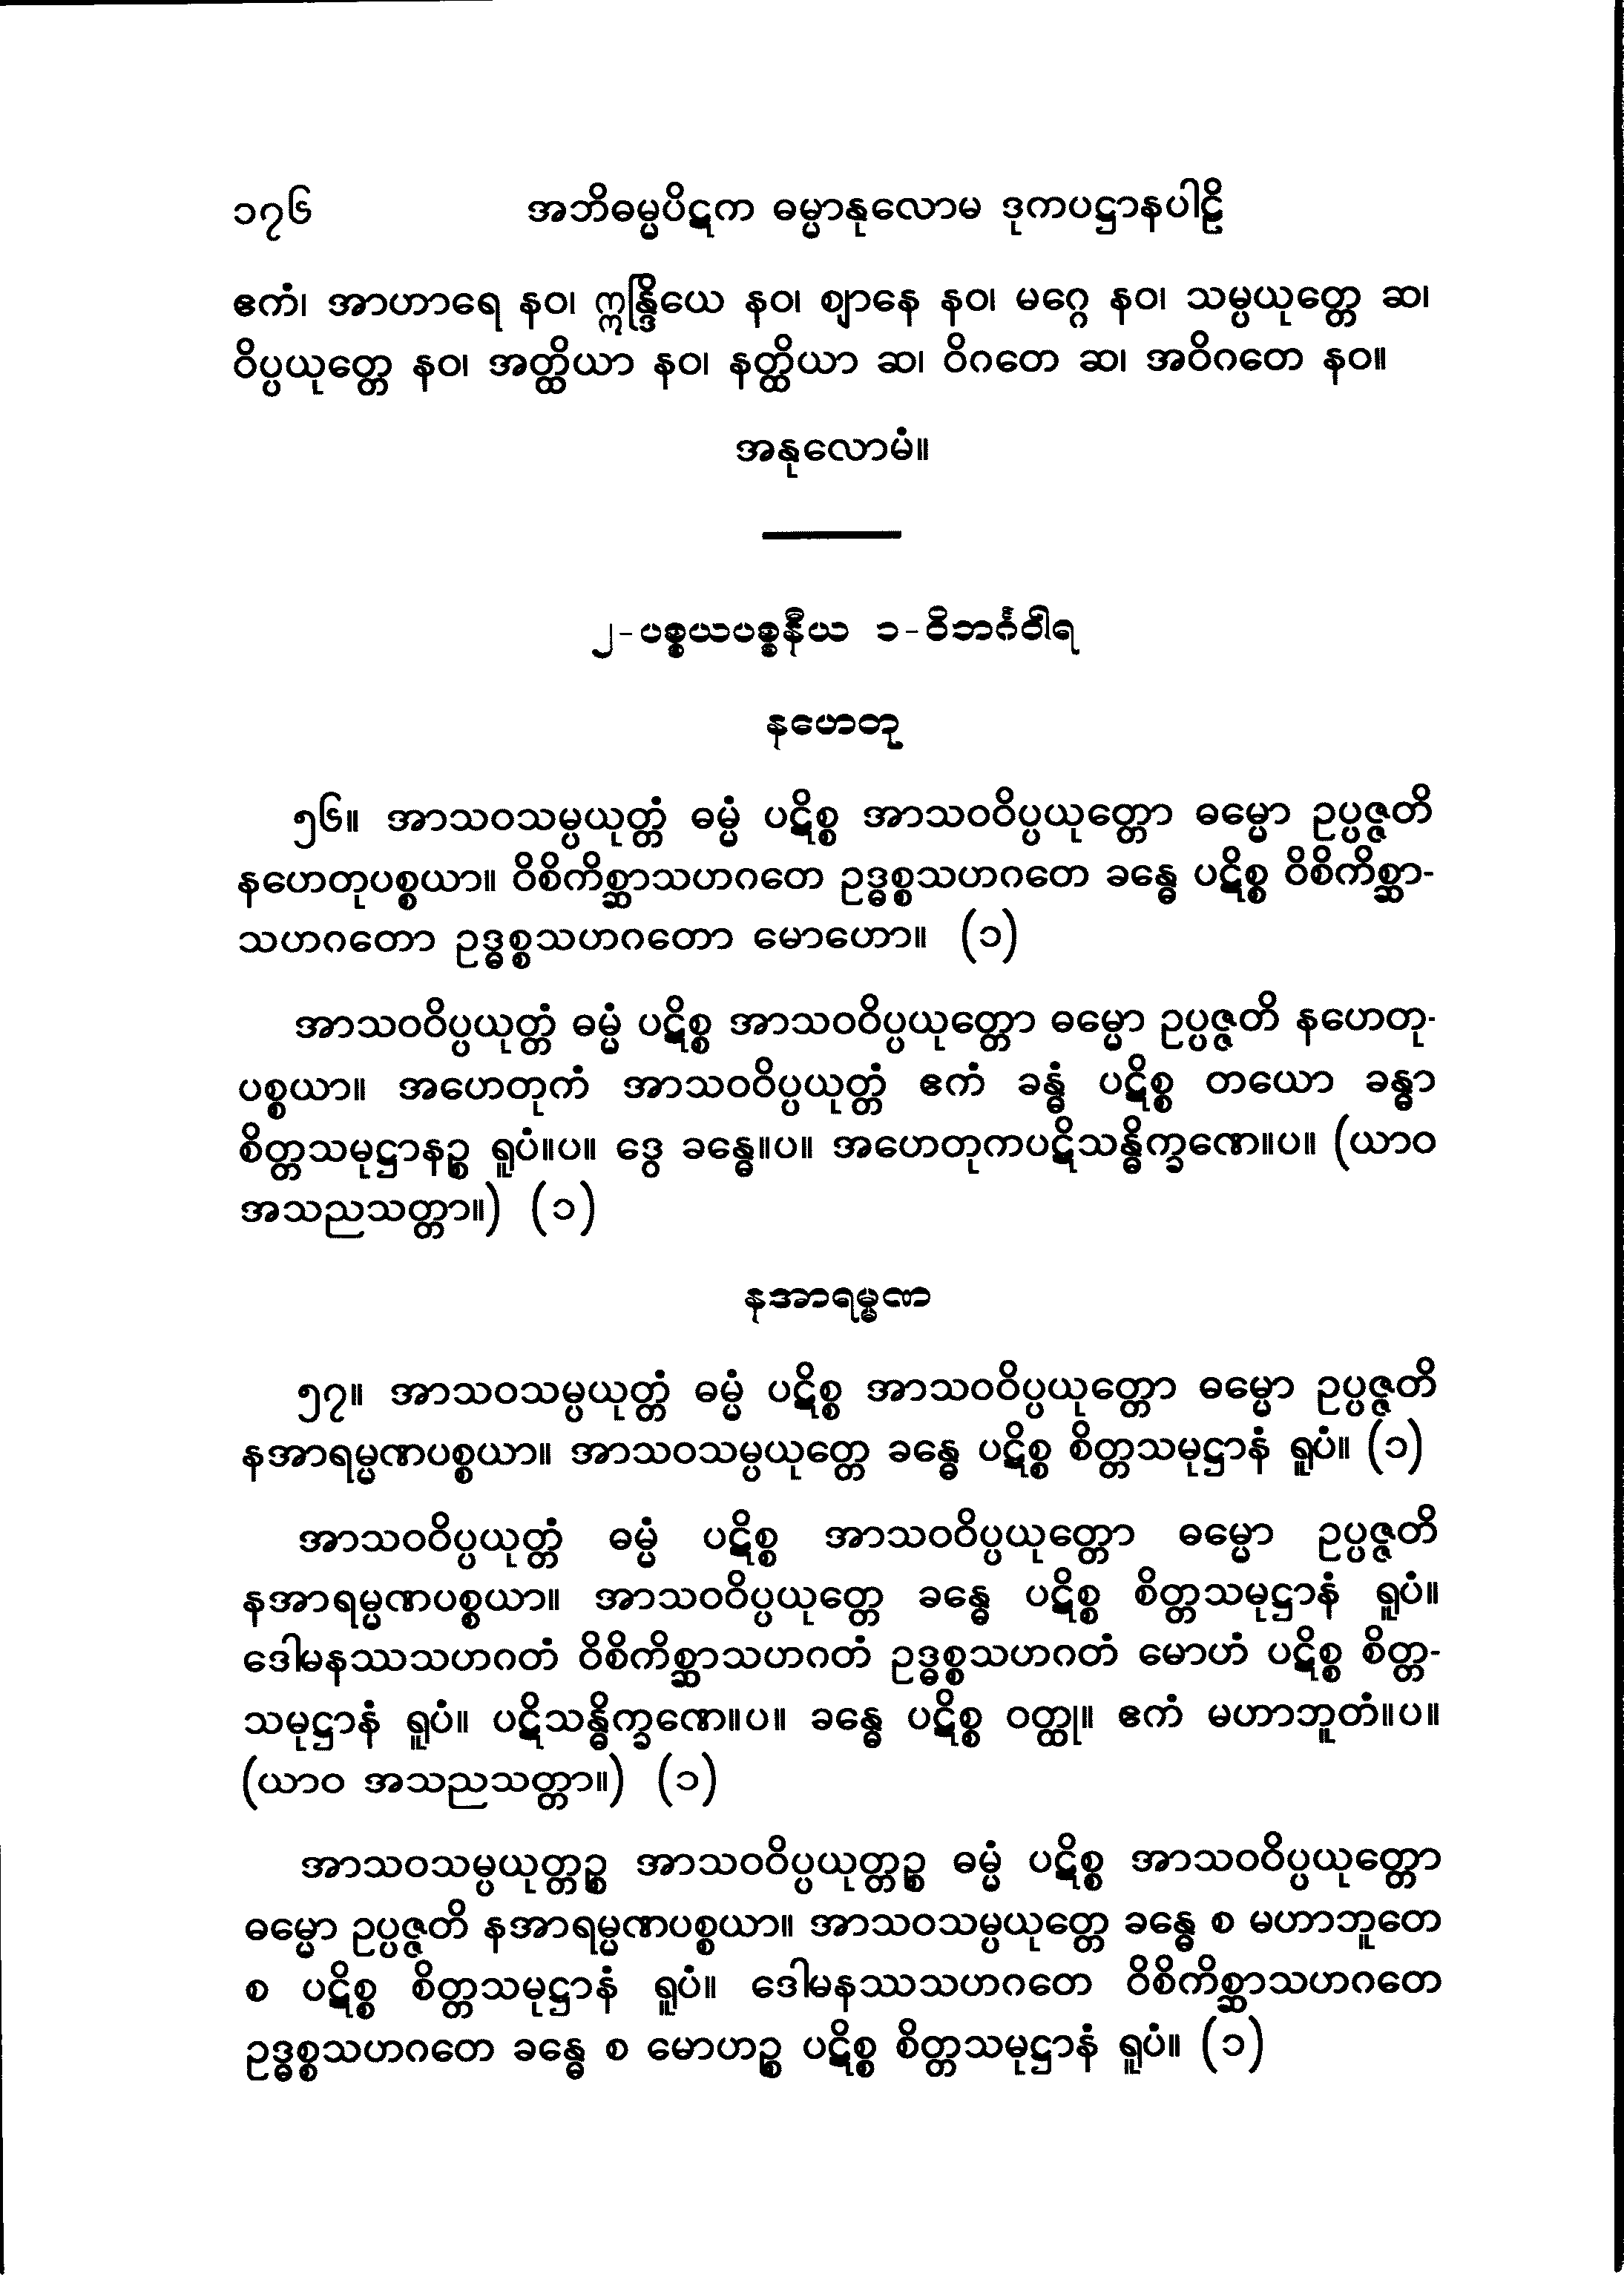 ၁၇၆ အဘိဓမ္မပိဋက ဓမ္မာနုလောမ ဒုကပဋ္ဌာနပါဠိ
ဧကံ၊ အာဟာရေ နဝ၊ ဣန္ဒြိယေ နဝ၊ ဈာနေ နဝ၊ မဂ္ဂေ နဝ၊ သမ္ပယုတ္တေ ဆ၊
ဝိပ္ပယုတ္တေ နဝ၊ အတ္ထိယာ နဝ၊ နတ္ထိယာ ဆ၊ ဝိဂတေ ဆ၊ အဝိဂတေ နဝ။
အနုလောမံ။
၂-ပစ္စယပစ္စနီယ ၁-ဝိဘင်္ဂဝါရ
နဟေတု
၅၆။ အာသဝသမ္ပယုတ္တံ ဓမ္မံ ပဋိစ္စ အာသဝဝိပ္ပယုတ္တော ဓမ္မော ဥပ္ပဇ္ဇတိ
နဟေတုပစ္စယာ။ ဝိစိကိစ္ဆာသဟဂတေ ဥဒ္ဓစ္စသဟဂတေ ခန္ဓေ ပဋိစ္စ ဝိစိကိစ္ဆာ-
သဟဂတော ဥဒ္ဓစ္စသဟဂတော မောဟော။ (၁)
အာသဝဝိပ္ပယုတ္တံ ဓမ္မံ ပဋိစ္စ အာသဝဝိပ္ပယုတ္တော ဓမ္မော ဥပ္ပဇ္ဇတိ နဟေတု-
ပစ္စယာ။ အဟေတုကံ အာသဝဝိပ္ပယုတ္တံ ဧကံ ခန္ဓံ ပဋိစ္စ တယော ခန္ဓာ
စိတ္တသမုဋ္ဌာနဉ္စ ရူပံ။ပ။ ဒွေ ခန္ဓေ။ပ။ အဟေတုကပဋိသန္ဓိက္ခဏေ။ပ။ (ယာဝ
အသညသတ္တာ။) (၁)
နအာရမ္မဏ
၅၇။ အာသဝသမ္ပယုတ္တံ ဓမ္မံ ပဋိစ္စ အာသဝဝိပ္ပယုတ္တော ဓမ္မော ဥပ္ပဇ္ဇတိ
နအာရမ္မဏပစ္စယာ။ အာသဝသမ္ပယုတ္တေ ခန္ဓေ ပဋိစ္စ စိတ္တသမုဋ္ဌာနံ ရူပံ။ (၁)
အာသဝဝိပ္ပယုတ္တံ ဓမ္မံ ပဋိစ္စ အာသဝဝိပ္ပယုတ္တော ဓမ္မော ဥပ္ပဇ္ဇတိ
နအာရမ္မဏပစ္စယာ။ အာသဝဝိပ္ပယုတ္တေ ခန္ဓေ ပဋိစ္စ စိတ္တသမုဋ္ဌာနံ ရူပံ။
ဒေါမနဿသဟဂတံ ဝိစိကိစ္ဆာသဟဂတံ ဥဒ္ဓစ္စသဟဂတံ မောဟံ ပဋိစ္စ စိတ္တ-
သမုဋ္ဌာနံ ရူပံ။ ပဋိသန္ဓိက္ခဏေ။ပ။ ခန္ဓေ ပဋိစ္စ ဝတ္ထု။ ဧကံ မဟာဘူတံ။ပ။
(ယာဝ အသညသတ္တာ။) (၁)
အာသဝသမ္ပယုတ္တဉ္စ အာသဝဝိပ္ပယုတ္တဉ္စ ဓမ္မံ ပဋိစ္စ အာသဝဝိပ္ပယုတ္တော
ဓမ္မော ဥပ္ပဇ္ဇတိ နအာရမ္မဏပစ္စယာ။ အာသဝသမ္ပယုတ္တေ ခန္ဓေ စ မဟာဘူတေ
စ ပဋိစ္စ စိတ္တသမုဋ္ဌာနံ ရူပံ။ ဒေါမနဿသဟဂတေ ဝိစိကိစ္ဆာသဟဂတေ
ဥဒ္ဓစ္စသဟဂတေ ခန္ဓေ စ မောဟဉ္စ ပဋိစ္စ စိတ္တသမုဋ္ဌာနံ ရူပံ။ (၁)